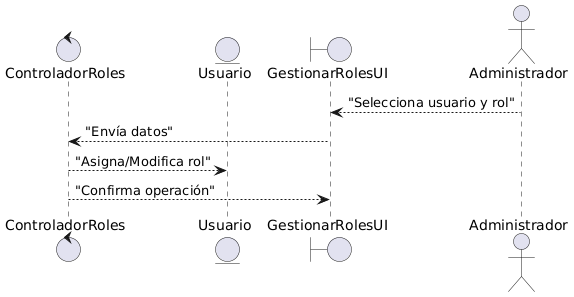 ControladorRoles Usuario GestionarRolesUI Administrador
"Selecciona usuario y rol"
"Envía datos"
"Asigna/Modifica rol"
"Confirma operación"
ControladorRoles Usuario GestionarRolesUI Administrador